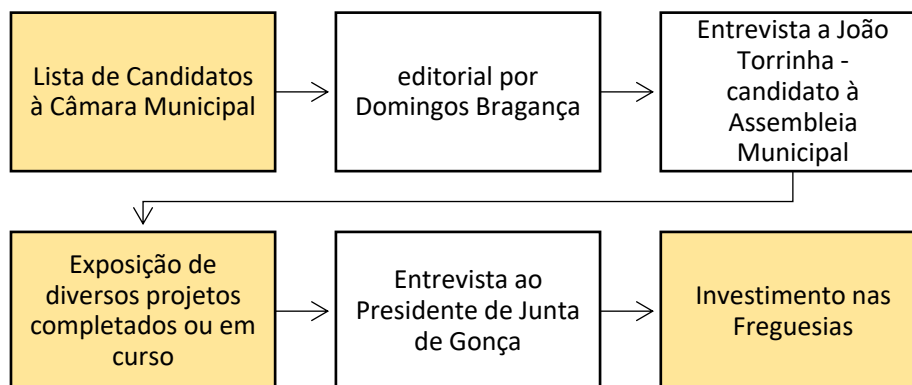 Lista de Candidatos
à Câmara Municipal
editorial por
Domingos Bragança
Entrevista a João
Torrinha -
candidato à
Assembleia
Municipal
Exposição de
diversos projetos
completados ou em
curso
Entrevista ao
Presidente de Junta
de Gonça
Investimento nas
Freguesias